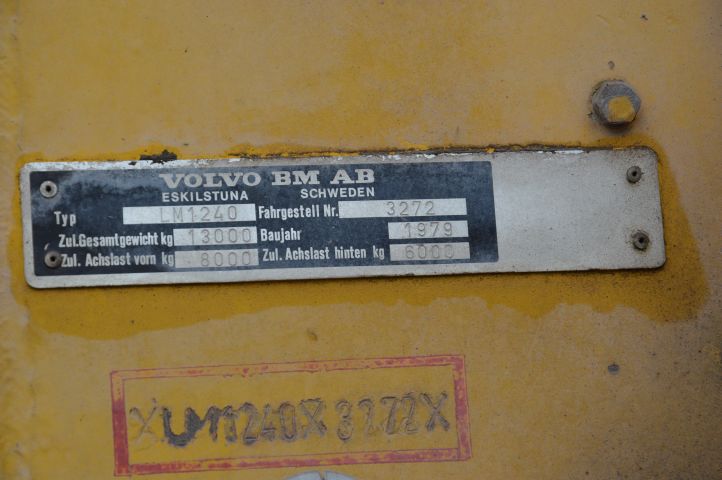 VOLVO BM AB
ESKILSTUNA SCHWEDEN
Typ LM1240 Fahrgestell Nr. 3272
Zul.Gesamtgewicht kg 13000 Baujahr 1979
Zul. Achslast vorn kg 8000 Zul. Achslast hinten kg 6000
XLM1240X3272X